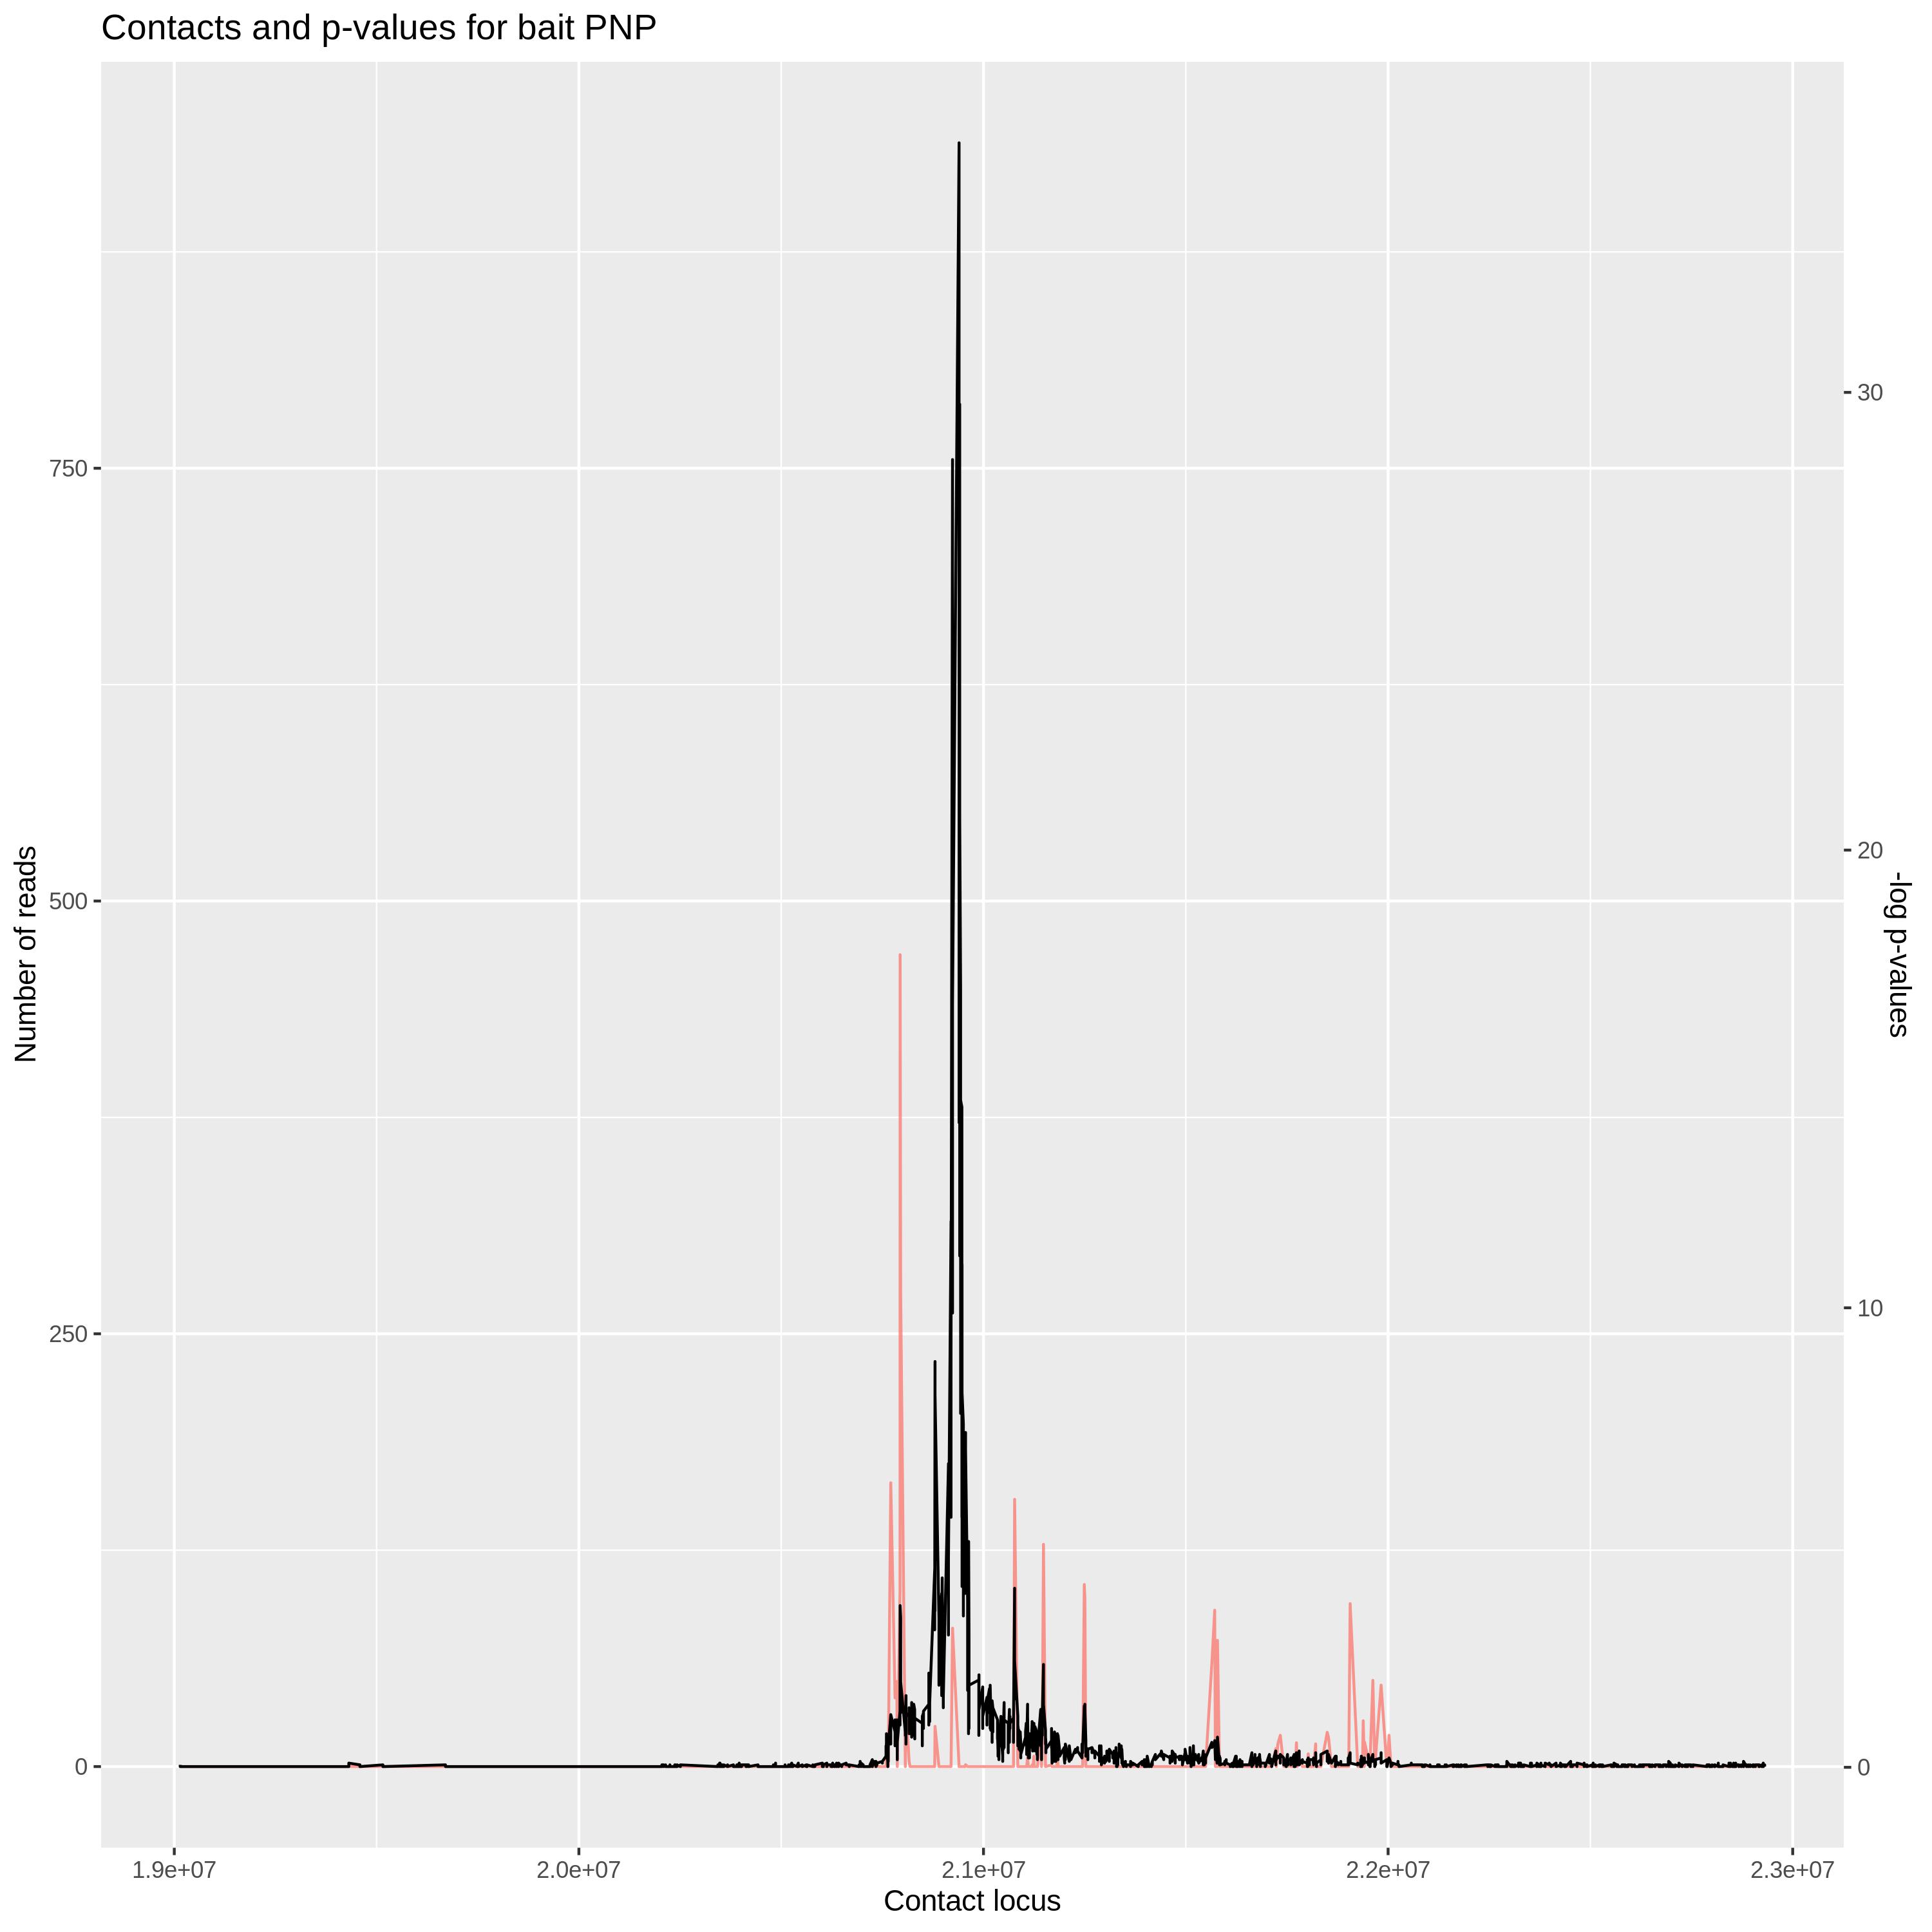 Contacts and p-values for bait PNP
Number of reads
750
500
250
0
30
20
10
0
-log p-values
1.9e+07
2.0e+07
2.1e+07
2.2e+07
2.3e+07
Contact locus